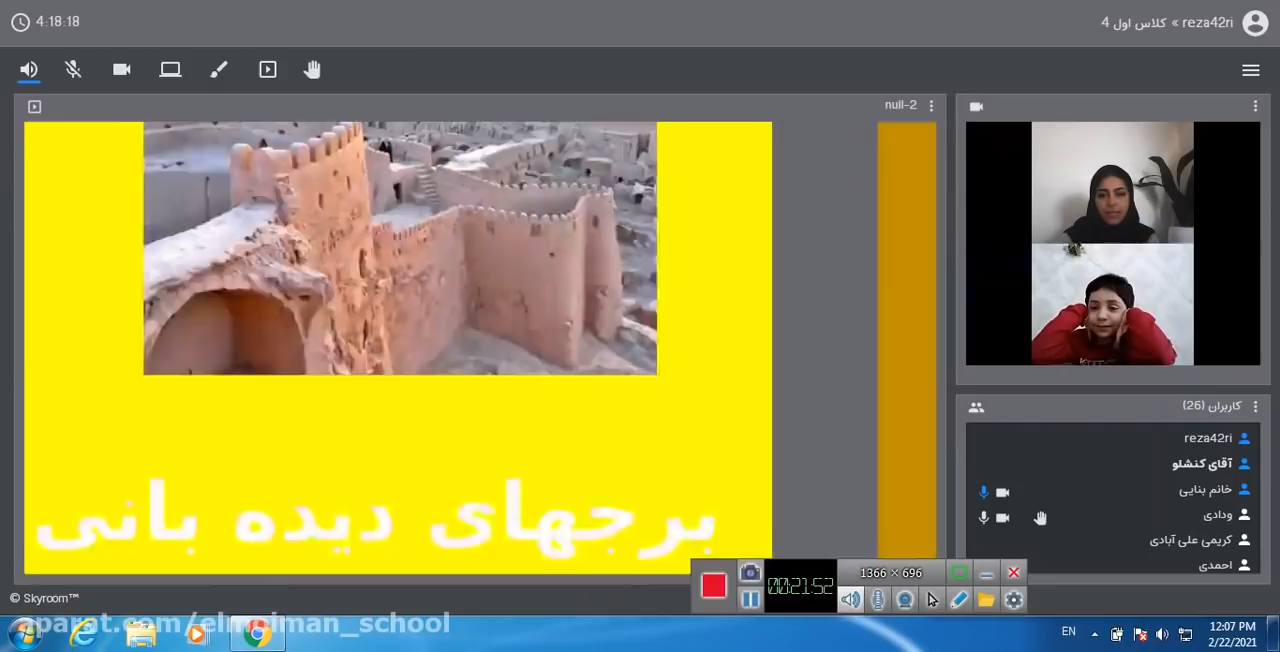 4:18:18
reza42ri » کلاس اول 4
null-2
برجهای دیده بانی
کاربران (26)
reza42ri
آقای کنشلو
خانم بنایی
ودادی
کریمی علی آبادی
احمدی
1366 × 696
00:21:52
© Skyroom™
aparat.com/elmoiman_school
EN
12:07 PM
2/22/2021